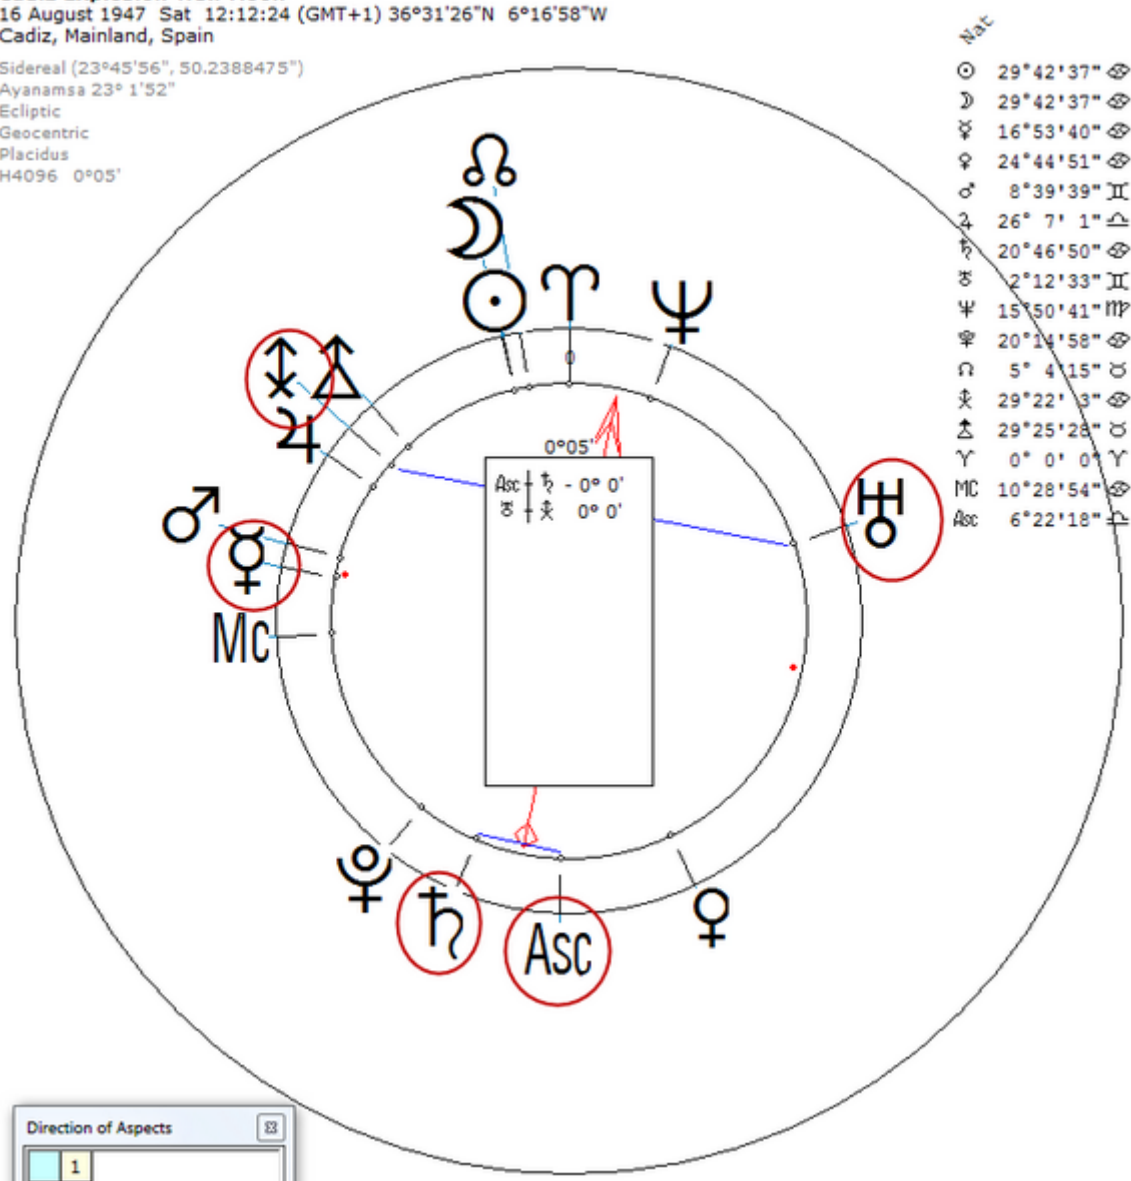 16 August 1947 Sat 12:12:24 (GMT+1) 36°31'26"N 6°16'58"W
Cadiz, Mainland, Spain
Sidereal (23°45'56", 50.2388475")
Ayanamsa 23° 1'52"
Ecliptic
Geocentric
Placidus
H4096 0°05'
Nat
☉ 29°42'37" ♋
☽ 29°42'37" ♋
☿ 16°53'40" ♋
♀ 24°44'51" ♋
♂ 8°39'39" ♊
♃ 26° 7' 1" ♎
♄ 20°46'50" ♋
♅ 2°12'33" ♊
♆ 15°50'41" ♍
20°14'58" ♋
☊ 5° 4'15" ♉
29°22' 3" ♋
29°25'28" ♉
♈ 0° 0' 0" ♈
MC 10°28'54" ♋
Asc 6°22'18" ♎
0
0°05'
Asc ♄ - 0° 0'
♅ 0° 0'
Mc
Asc
Direction of Aspects
1